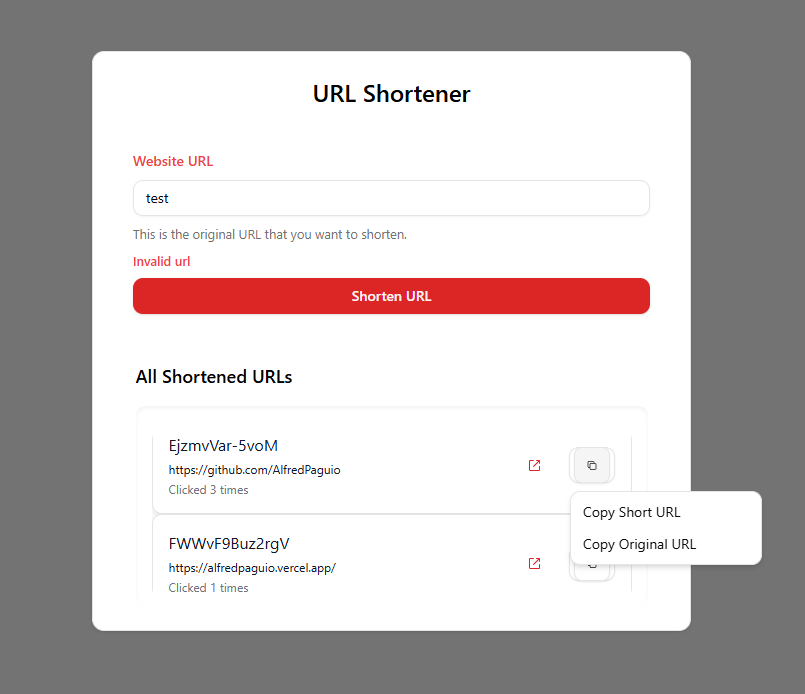 URL Shortener
Website URL
test
This is the original URL that you want to shorten.
Invalid url
Shorten URL
All Shortened URLs
EjzmvVar-5voM
https://github.com/AlfredPaguio
Clicked 3 times
Copy Short URL
Copy Original URL
FWWvF9Buz2rgV
https://alfredpaguio.vercel.app/
Clicked 1 times